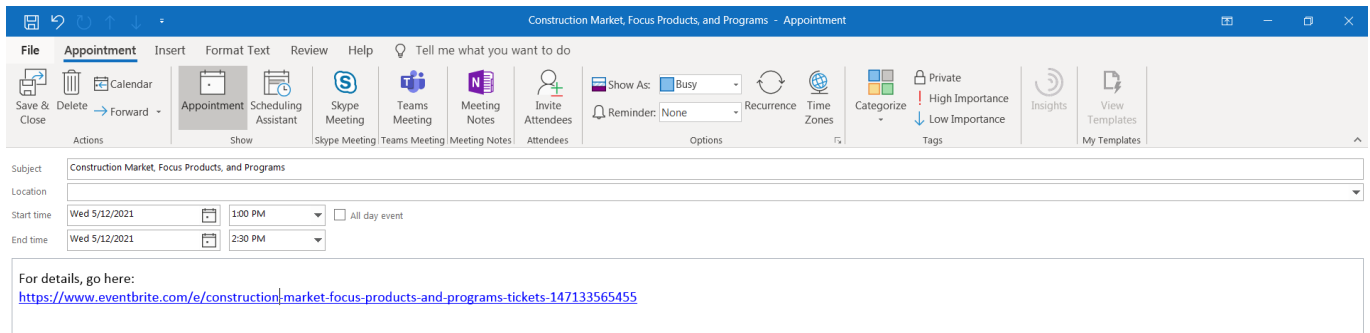 Construction Market, Focus Products, and Programs - Appointment
File Appointment Insert Format Text Review Help Tell me what you want to do
Save & Close
Delete
Calendar
Forward
Actions
Appointment
Scheduling Assistant
Show
Skype Meeting
Skype Meeting
Teams Meeting
Teams Meeting
Meeting Notes
Meeting Notes
Invite Attendees
Attendees
Show As: Busy
Reminder: None
Recurrence
Time Zones
Options
Categorize
Private
High Importance
Low Importance
Tags
Insights
View Templates
My Templates
Subject Construction Market, Focus Products, and Programs
Location
Start time Wed 5/12/2021 1:00 PM All day event
End time Wed 5/12/2021 2:30 PM
For details, go here:
https://www.eventbrite.com/e/construction-market-focus-products-and-programs-tickets-147133565455